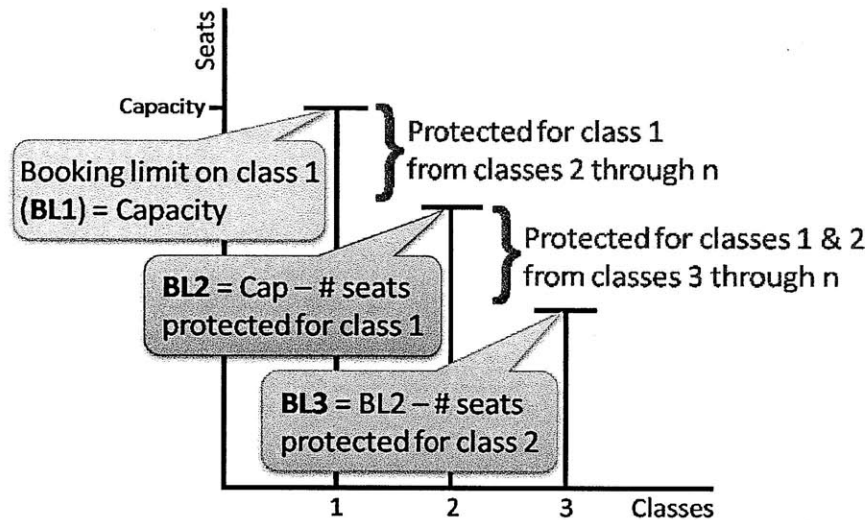 Seats
Capacity
Booking limit on class 1
(BL1) = Capacity
Protected for class 1
from classes 2 through n
BL2 = Cap – # seats
protected for class 1
Protected for classes 1 & 2
from classes 3 through n
BL3 = BL2 – # seats
protected for class 2
1
2
3
Classes